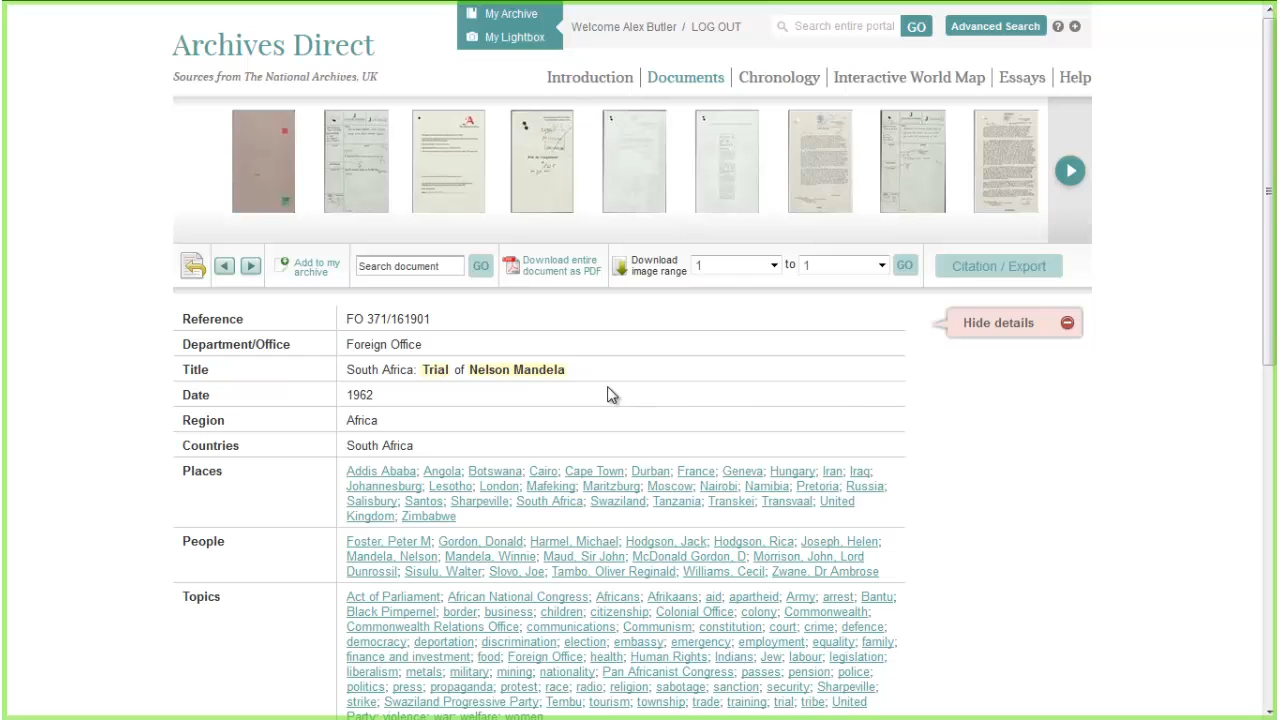 My Archive
My Lightbox
Welcome Alex Butler / LOG OUT
Search entire portal
GO
Advanced Search
Archives Direct
Sources from The National Archives, UK
Introduction
Documents
Chronology
Interactive World Map
Essays
Help
Add to my
archive
Search document
GO
Download entire
document as PDF
Download
image range
1
to
1
GO
Citation / Export
Hide details
Reference FO 371/161901
Department/Office Foreign Office
Title South Africa: Trial of Nelson Mandela
Date 1962
Region Africa
Countries South Africa
Places Addis Ababa; Angola; Botswana; Cairo; Cape Town; Durban; France; Geneva; Hungary; Iran; Iraq;
Johannesburg; Lesotho; London; Mafeking; Maritzburg; Moscow; Nairobi; Namibia; Pretoria; Russia;
Salisbury; Santos; Sharpeville; South Africa; Swaziland; Tanzania; Transkei; Transvaal; United
Kingdom; Zimbabwe
People Foster, Peter M; Gordon, Donald; Harmel, Michael; Hodgson, Jack; Hodgson, Rica; Joseph, Helen;
Mandela, Nelson; Mandela, Winnie; Maud, Sir John; McDonald Gordon, D; Morrison, John, Lord
Dunrossil; Sisulu, Walter; Slovo, Joe; Tambo, Oliver Reginald; Williams, Cecil; Zwane, Dr Ambrose
Topics Act of Parliament; African National Congress; Africans; Afrikaans; aid; apartheid; Army; arrest; Bantu;
Black Pimpernel; border; business; children; citizenship; Colonial Office; colony; Commonwealth;
Commonwealth Relations Office; communications; Communism; constitution; court; crime; defence;
democracy; deportation; discrimination; election; embassy; emergency; employment; equality; family;
finance and investment; food; Foreign Office; health; Human Rights; Indians; Jew; labour; legislation;
liberalism; metals; military; mining; nationality; Pan Africanist Congress; passes; pension; police;
politics; press; propaganda; protest; race; radio; religion; sabotage; sanction; security; Sharpeville;
strike; Swaziland Progressive Party; Tembu; tourism; township; trade; training; trial; tribe; United
Party; violence; war; welfare; women